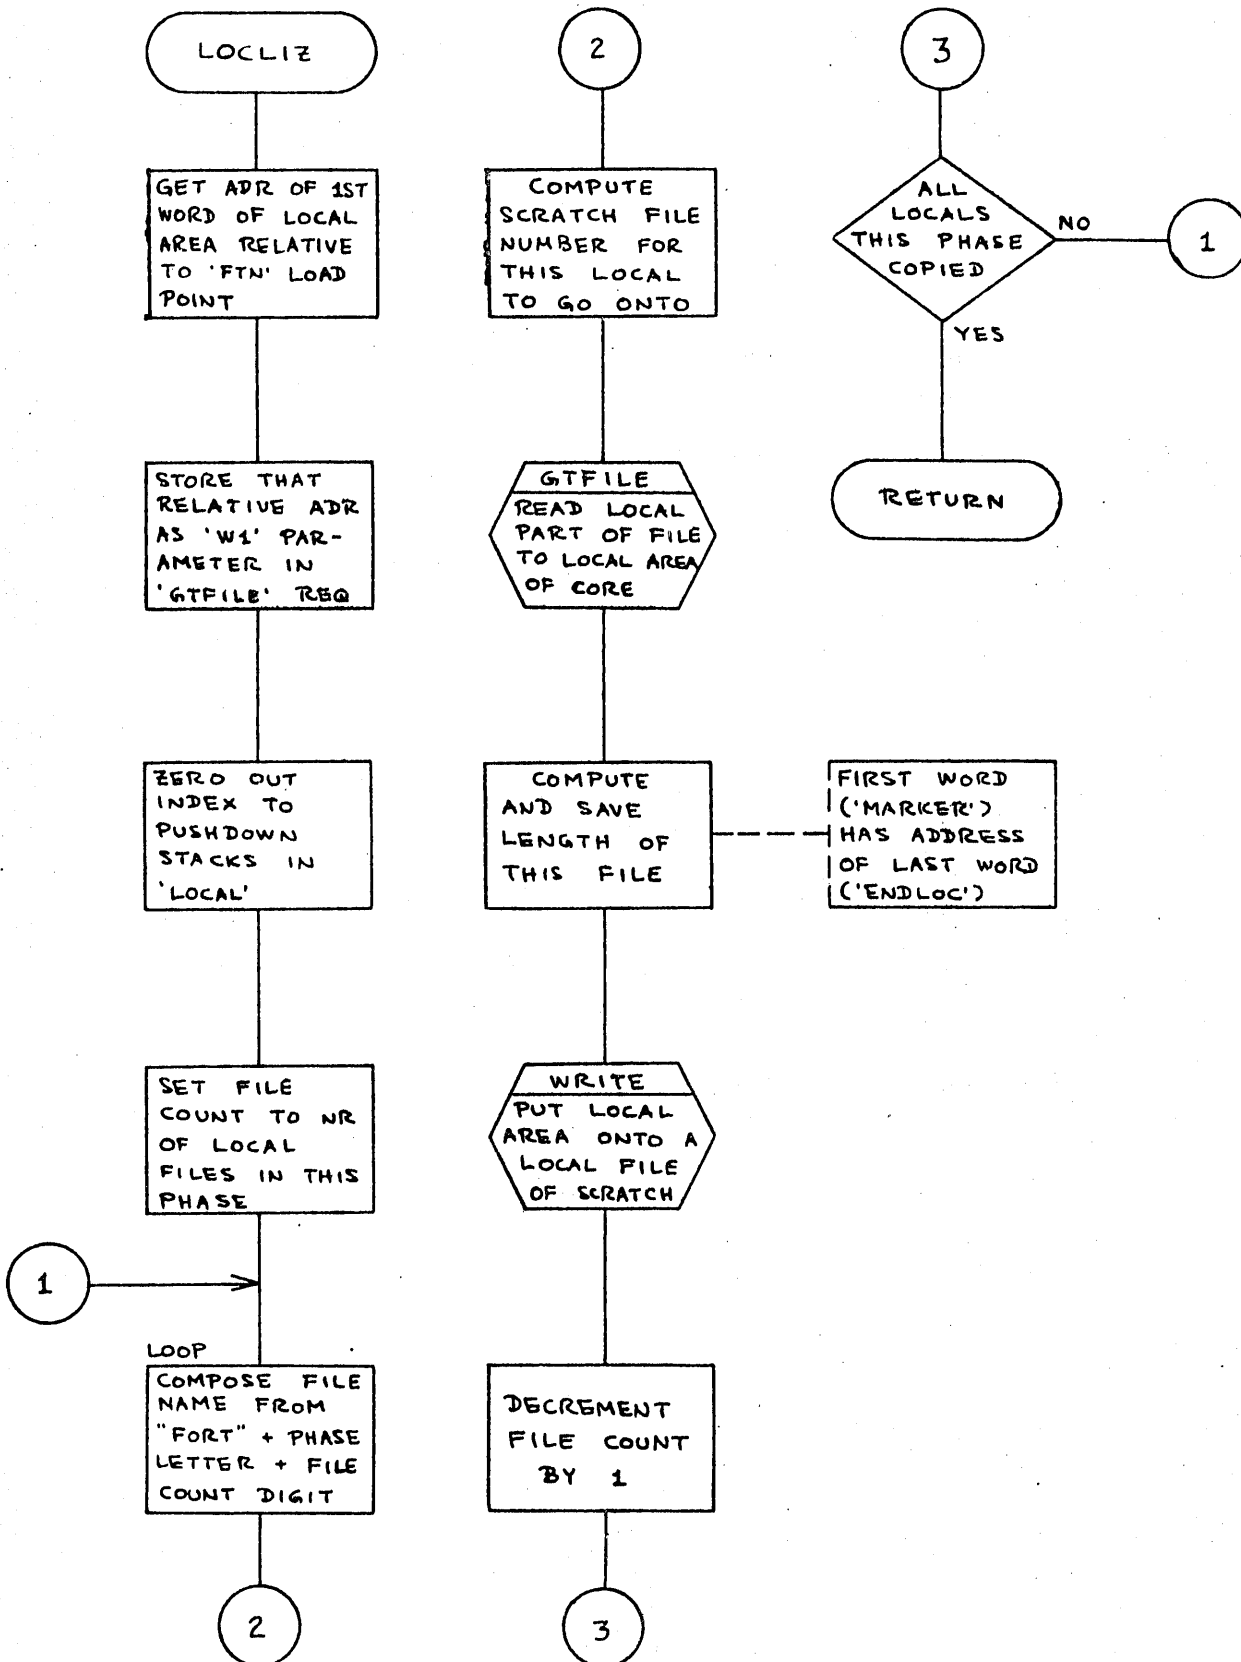 LOCLIZ
GET ADR OF 1ST
WORD OF LOCAL
AREA RELATIVE
TO 'FTN' LOAD
POINT
STORE THAT
RELATIVE ADR
AS 'W1' PAR-
AMETER IN
'GTFILE' REQ
ZERO OUT
INDEX TO
PUSHDOWN
STACKS IN
'LOCAL'
SET FILE
COUNT TO NR
OF LOCAL
FILES IN THIS
PHASE
1
LOOP
COMPOSE FILE
NAME FROM
"FORT" + PHASE
LETTER + FILE
COUNT DIGIT
2
2
COMPUTE
SCRATCH FILE
NUMBER FOR
THIS LOCAL
TO GO ONTO
GTFILE
READ LOCAL
PART OF FILE
TO LOCAL AREA
OF CORE
COMPUTE
AND SAVE
LENGTH OF
THIS FILE
FIRST WORD
('MARKER')
HAS ADDRESS
OF LAST WORD
('ENDLOC')
WRITE
PUT LOCAL
AREA ONTO A
LOCAL FILE
OF SCRATCH
DECREMENT
FILE COUNT
BY 1
3
3
ALL
LOCALS
THIS PHASE
COPIED
NO
1
YES
RETURN